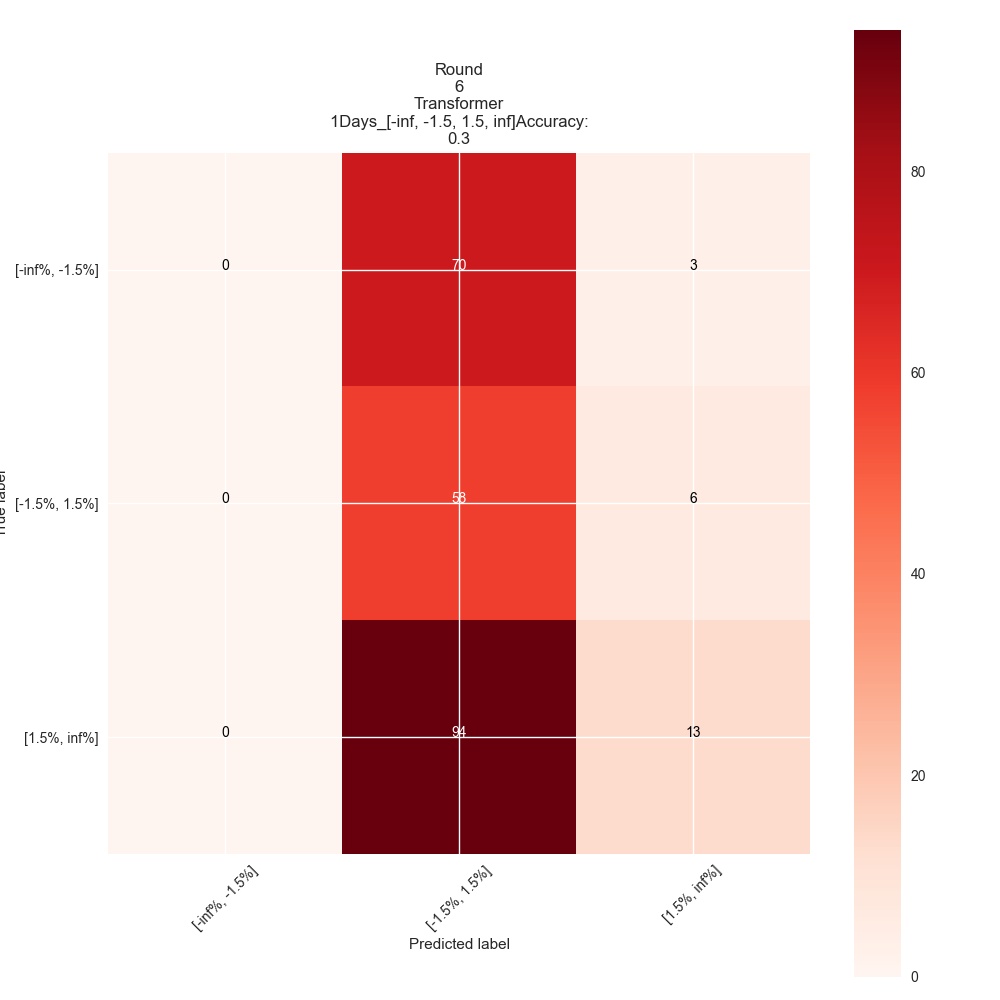 Round
6
Transformer
1Days_[-inf, -1.5, 1.5, inf]Accuracy:
0.3
80
60
40
20
0
[-inf%, -1.5%]
0
70
3
True label
[-1.5%, 1.5%]
0
58
6
[1.5%, inf%]
0
94
13
[-inf%, -1.5%]
[-1.5%, 1.5%]
[1.5%, inf%]
Predicted label